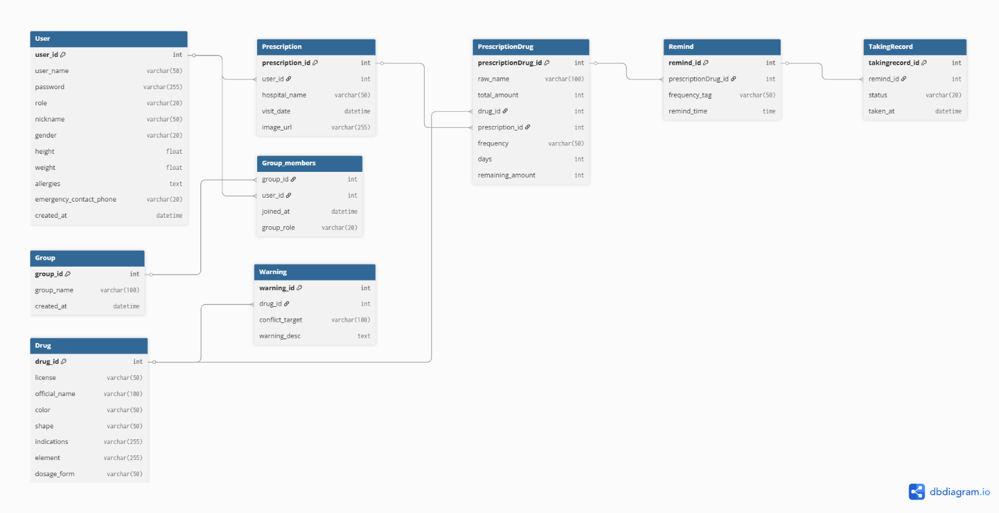 User
user_id int
user_name varchar(50)
password varchar(255)
role varchar(20)
nickname varchar(50)
gender varchar(20)
height float
weight float
allergies text
emergency_contact_phone varchar(20)
created_at datetime
Group
group_id int
group_name varchar(100)
created_at datetime
Drug
drug_id int
license varchar(50)
official_name varchar(100)
color varchar(50)
shape varchar(50)
indications varchar(255)
element varchar(255)
dosage_form varchar(50)
Prescription
prescription_id int
user_id int
hospital_name varchar(50)
visit_date datetime
image_url varchar(255)
Group_members
group_id int
user_id int
joined_at datetime
group_role varchar(20)
Warning
warning_id int
drug_id int
conflict_target varchar(100)
warning_desc text
PrescriptionDrug
prescriptionDrug_id int
raw_name varchar(100)
total_amount int
drug_id int
prescription_id int
frequency varchar(50)
days int
remaining_amount int
Remind
remind_id int
prescriptionDrug_id int
frequency_tag varchar(50)
remind_time time
TakingRecord
takingrecord_id int
remind_id int
status varchar(20)
taken_at datetime
dbdiagram.io